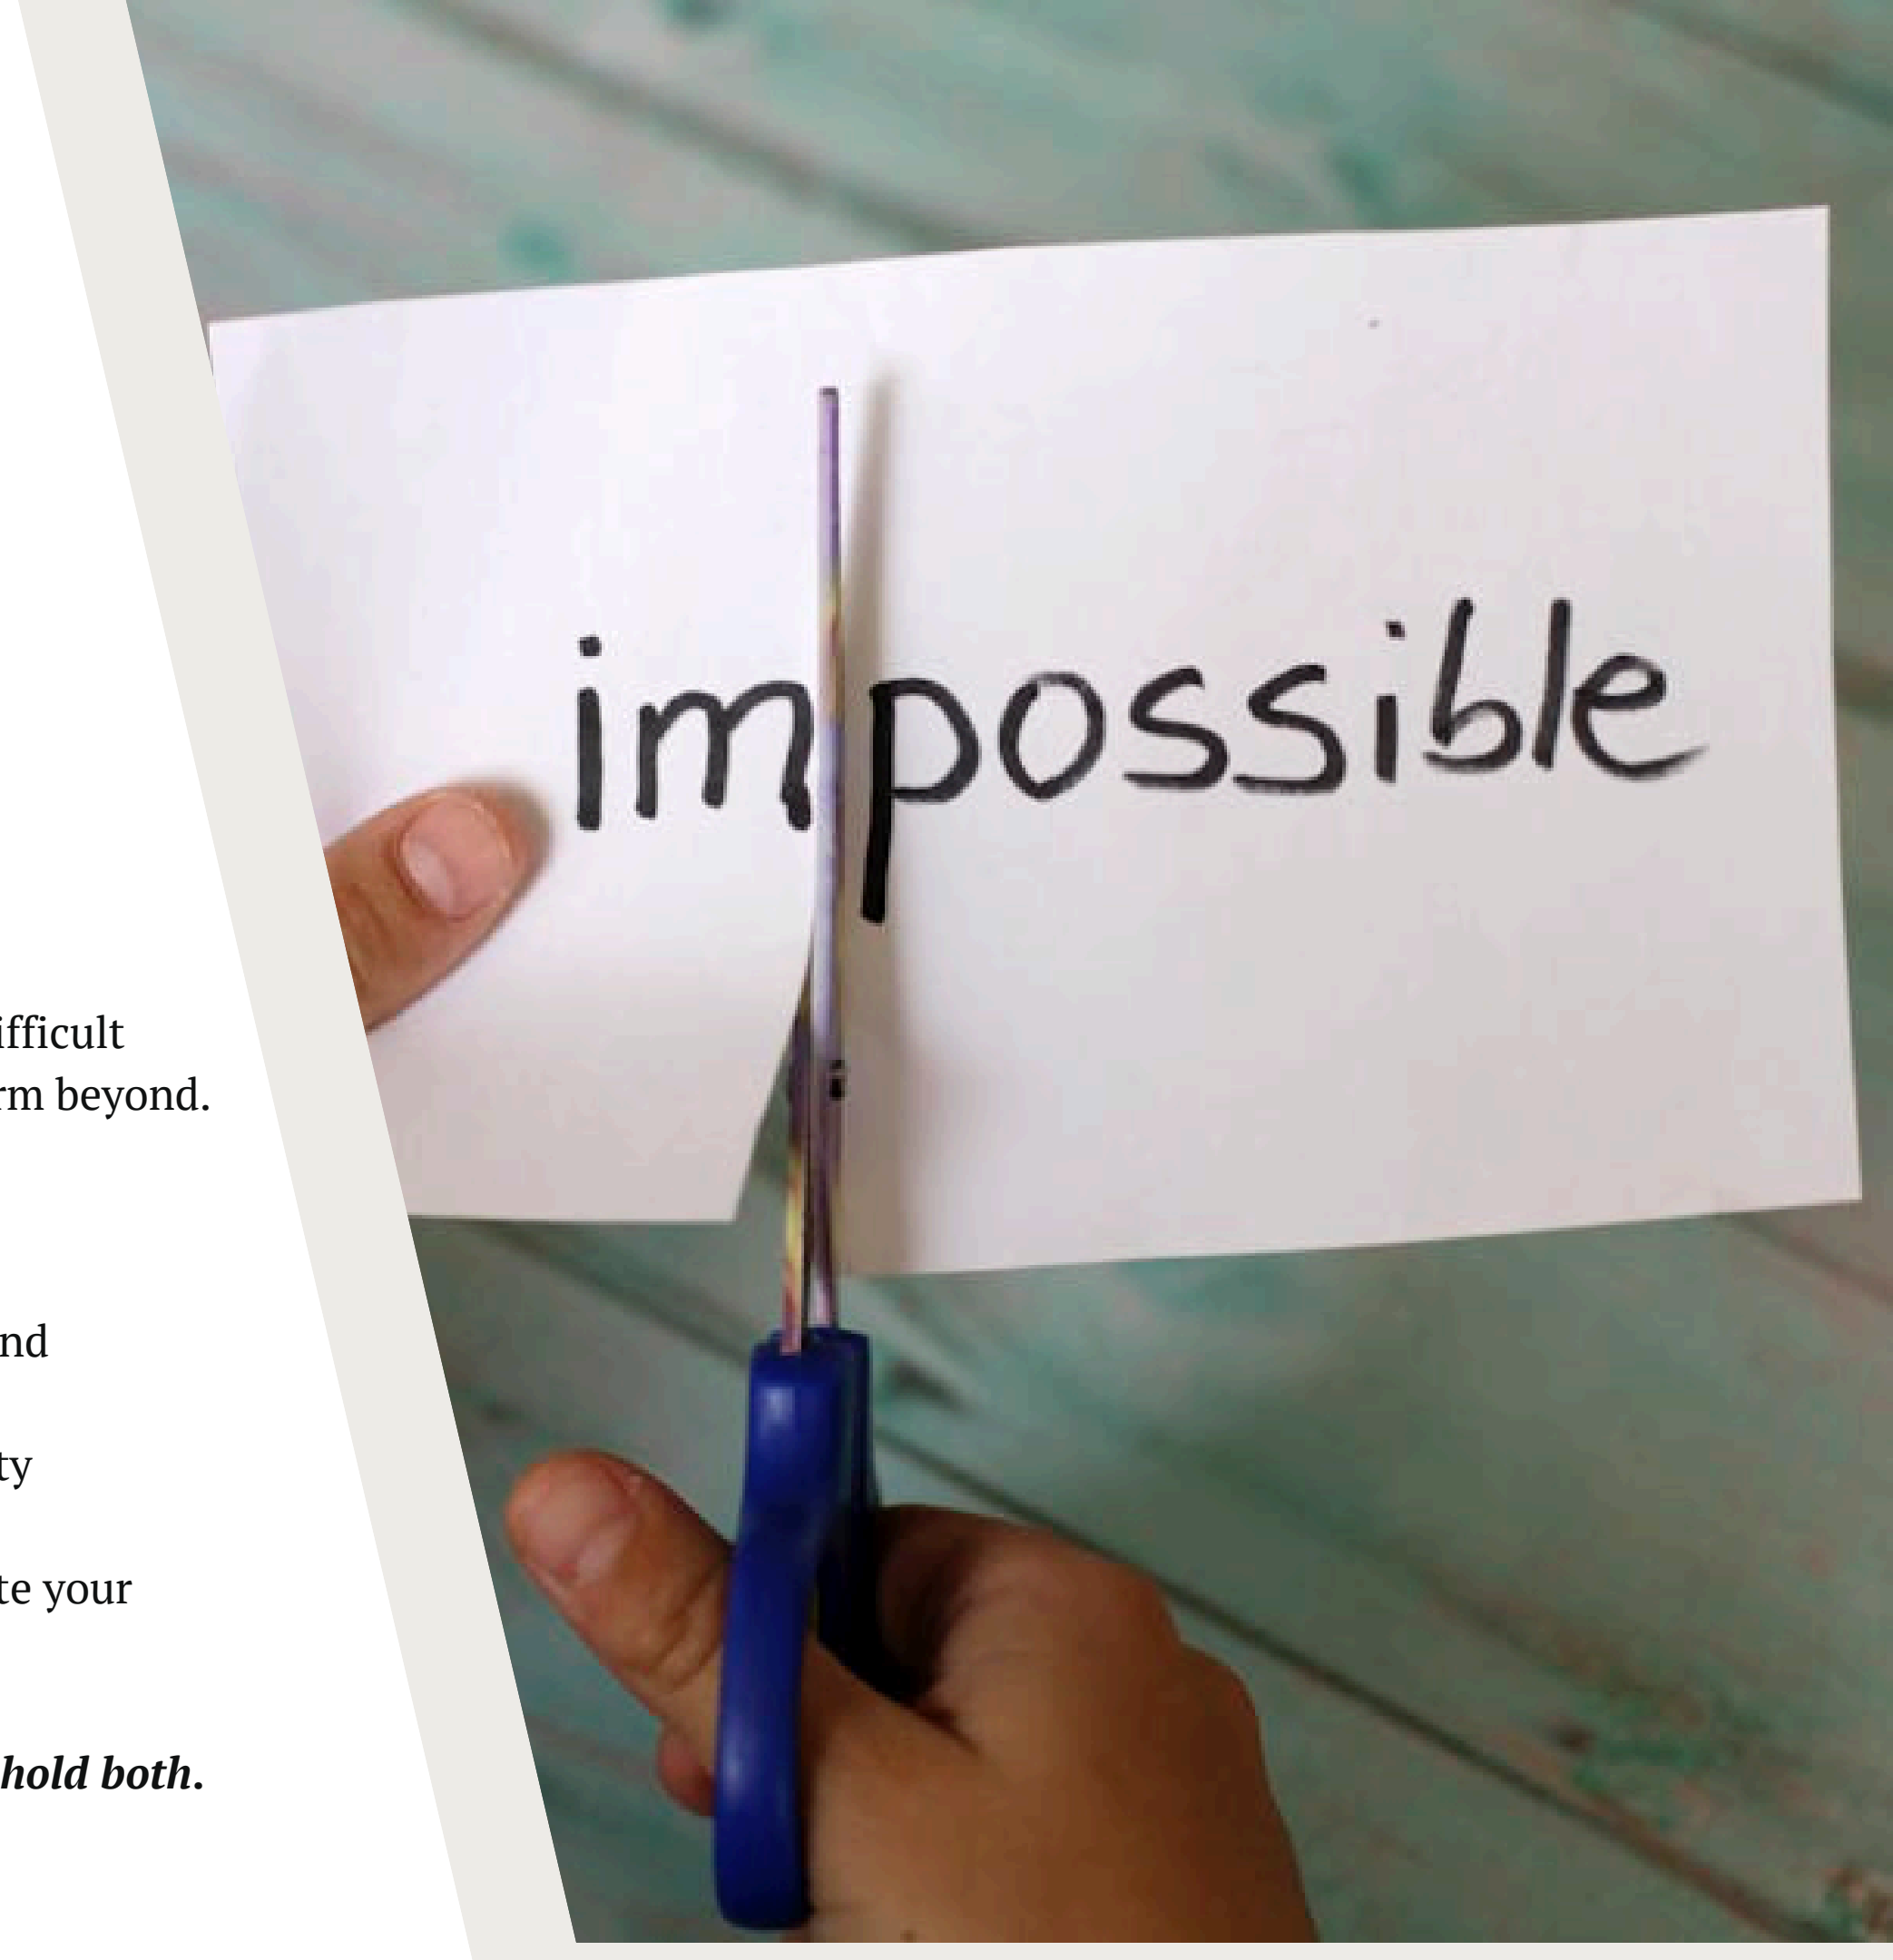 impossible
ifficult
rm beyond.
nd
ty
te your
hold both.